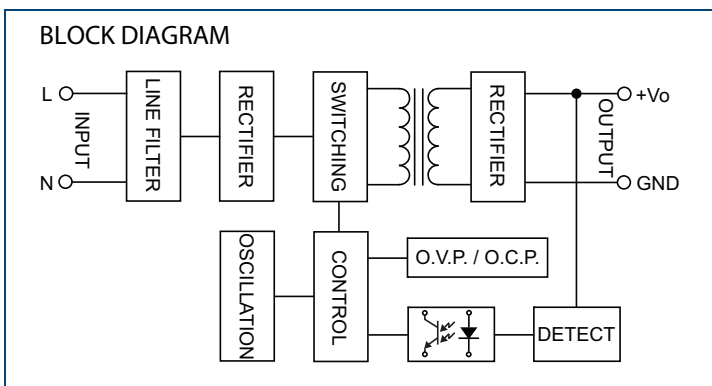 BLOCK DIAGRAM
L
INPUT
N
LINE FILTER
RECTIFIER
SWITCHING
RECTIFIER
+Vo
OUTPUT
GND
OSCILLATION
CONTROL
O.V.P. / O.C.P.
DETECT